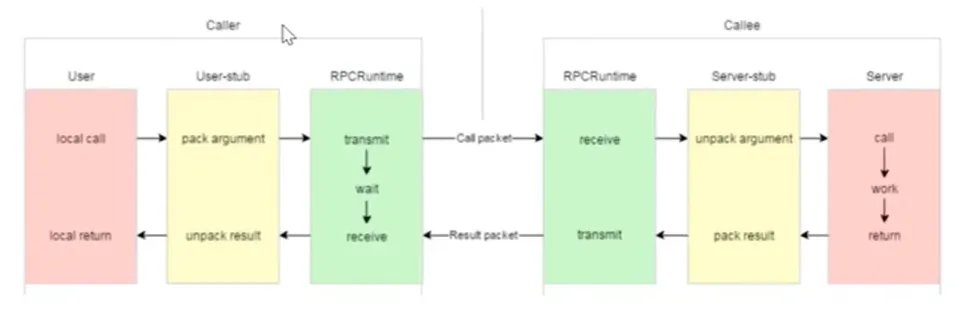 Caller
Callee
User
User-stub
RPCRuntime
RPCRuntime
Server-stub
Server
local call
pack argument
transmit
Call packet
receive
unpack argument
call
wait
work
local return
unpack result
receive
Result packet
transmit
pack result
return